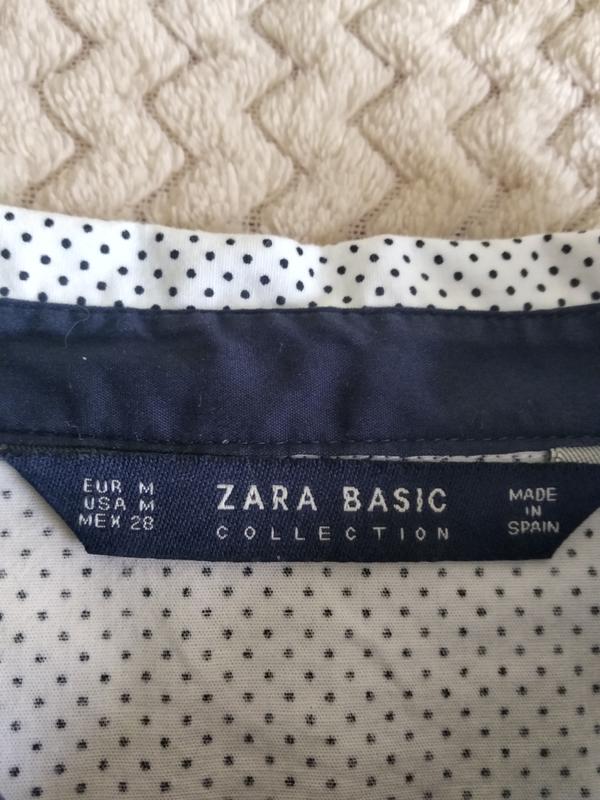 EUR M
USA M
MEX 28
ZARA BASIC
COLLECTION
MADE
IN
SPAIN